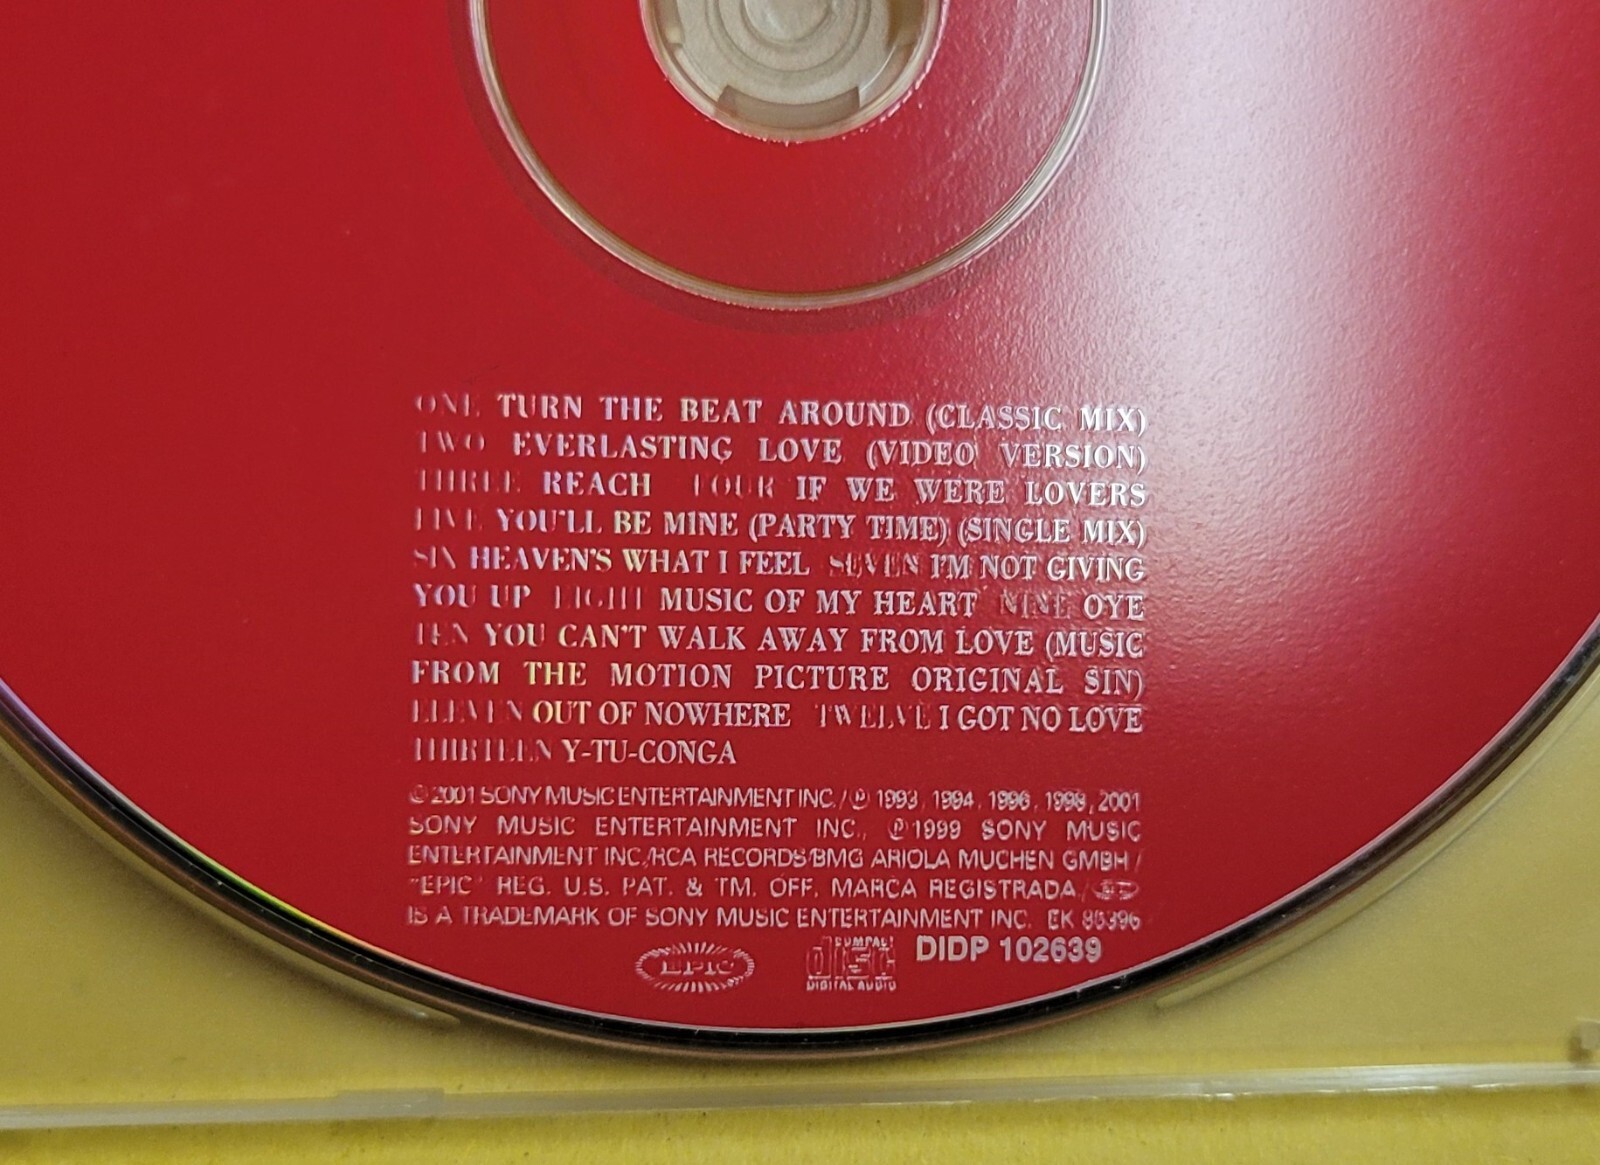 ONE TURN THE BEAT AROUND (CLASSIC MIX)
TWO EVERLASTING LOVE (VIDEO VERSION)
THREE REACH FOUR IF WE WERE LOVERS
FIVE YOU'LL BE MINE (PARTY TIME) (SINGLE MIX)
SIX HEAVEN'S WHAT I FEEL SEVEN I'M NOT GIVING
YOU UP EIGHT MUSIC OF MY HEART NINE OYE
TEN YOU CAN'T WALK AWAY FROM LOVE (MUSIC
FROM THE MOTION PICTURE ORIGINAL SIN)
ELEVEN OUT OF NOWHERE TWELVE I GOT NO LOVE
THIRTEEN Y-TU-CONGA
© 2001 SONY MUSIC ENTERTAINMENT INC. / ℗ 1993, 1994, 1996, 1998, 2001
SONY MUSIC ENTERTAINMENT INC., ℗ 1999 SONY MUSIC
ENTERTAINMENT INC./RCA RECORDS/BMG ARIOLA MUCHEN GMBH /
"EPIC" REG. U.S. PAT. & TM. OFF. MARCA REGISTRADA /
IS A TRADEMARK OF SONY MUSIC ENTERTAINMENT INC. EK 86396
EPIC COMPACT disc DIGITAL AUDIO DIDP 102639